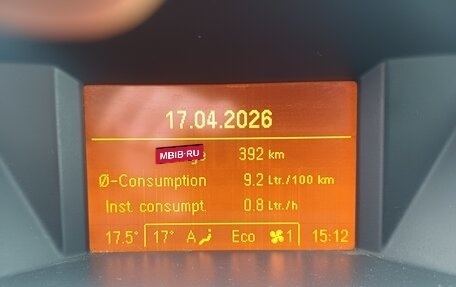 17.04.2026
MBIB·RU
392 km
Ø-Consumption 9.2 Ltr./100 km
Inst. consumpt. 0.8 Ltr./h
17.5° 17° A Eco 1 15:12